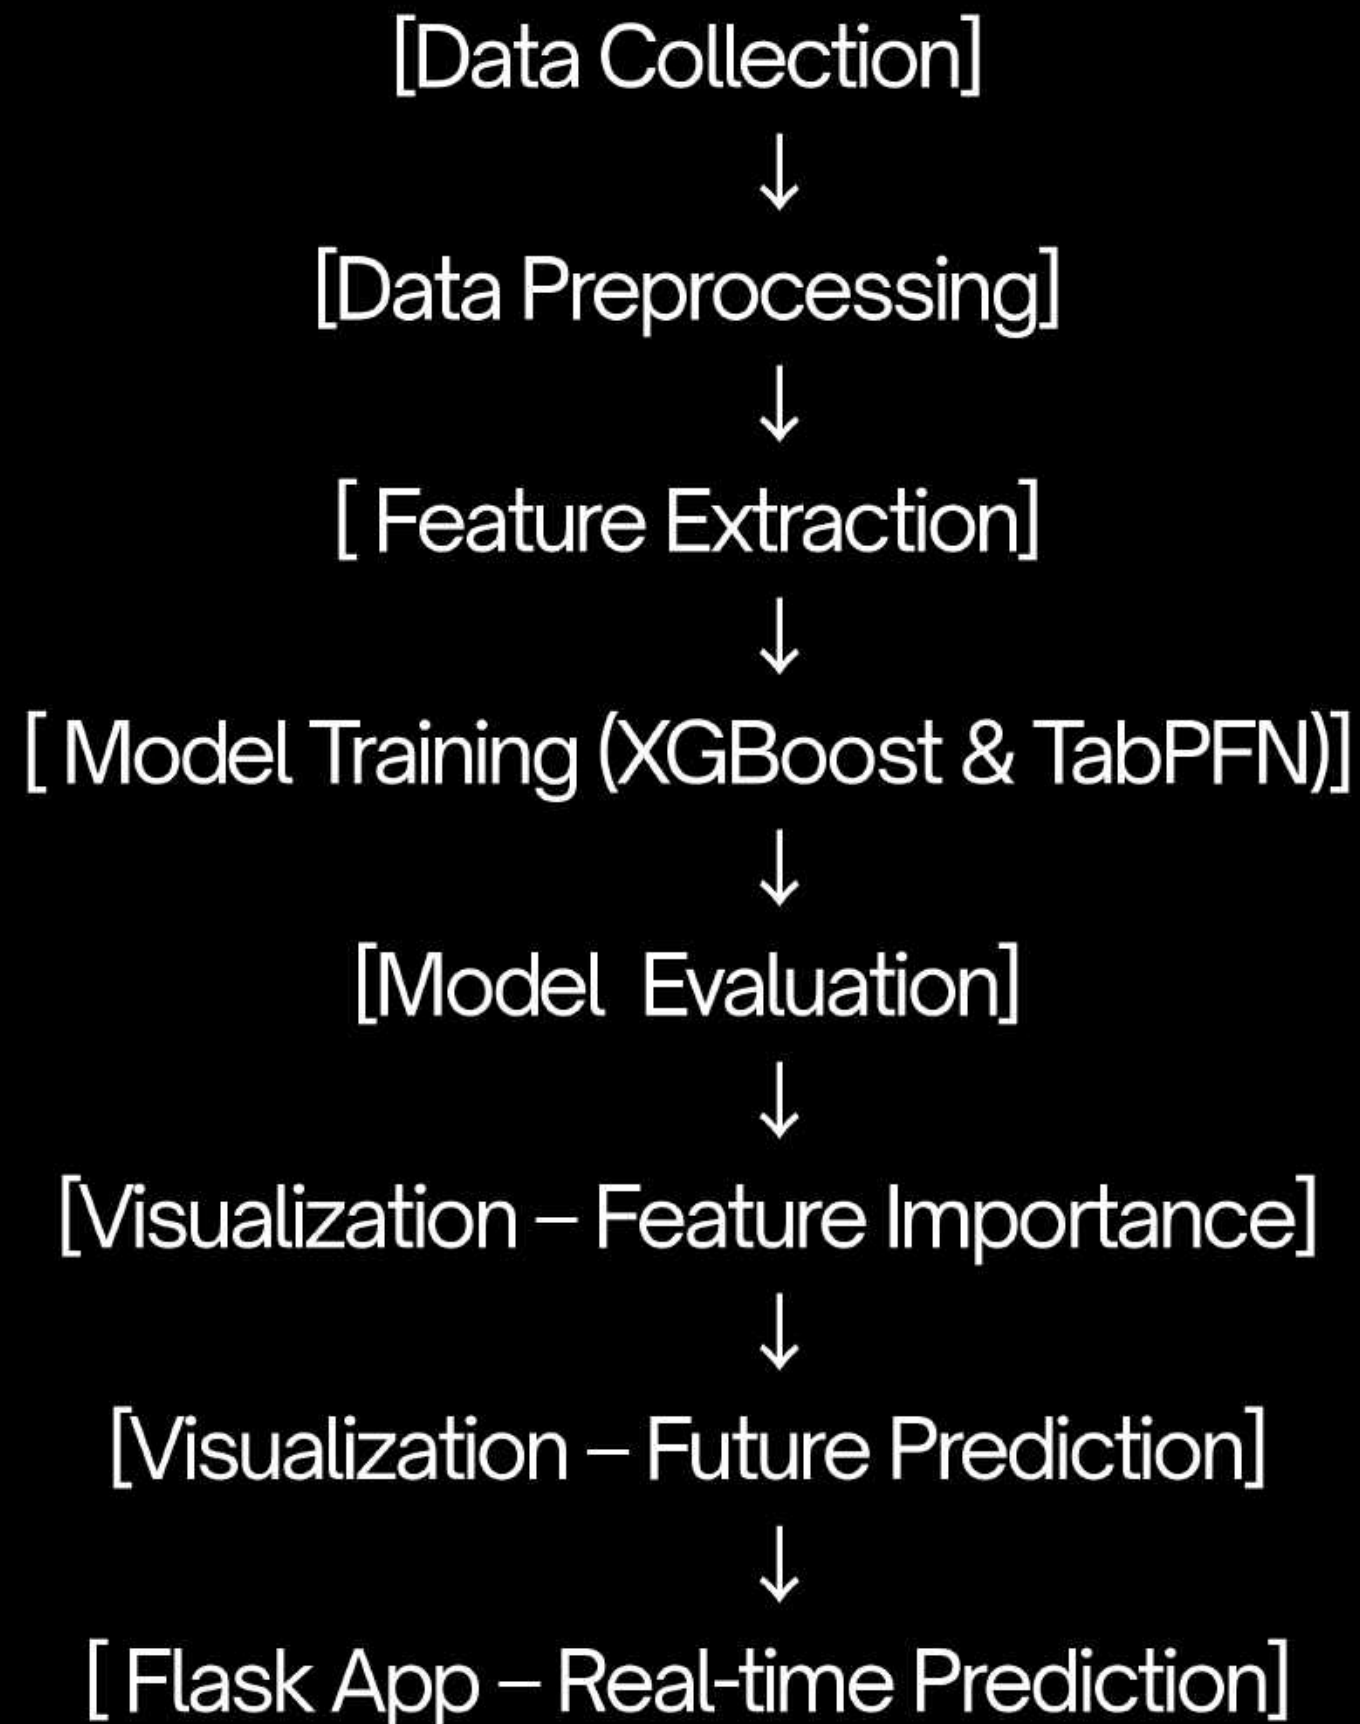 [Data Collection]
↓
[Data Preprocessing]
↓
[ Feature Extraction]
↓
[ Model Training (XGBoost & TabPFN)]
↓
[Model  Evaluation]
↓
[Visualization – Feature Importance]
↓
[Visualization – Future Prediction]
↓
[ Flask App – Real-time Prediction]